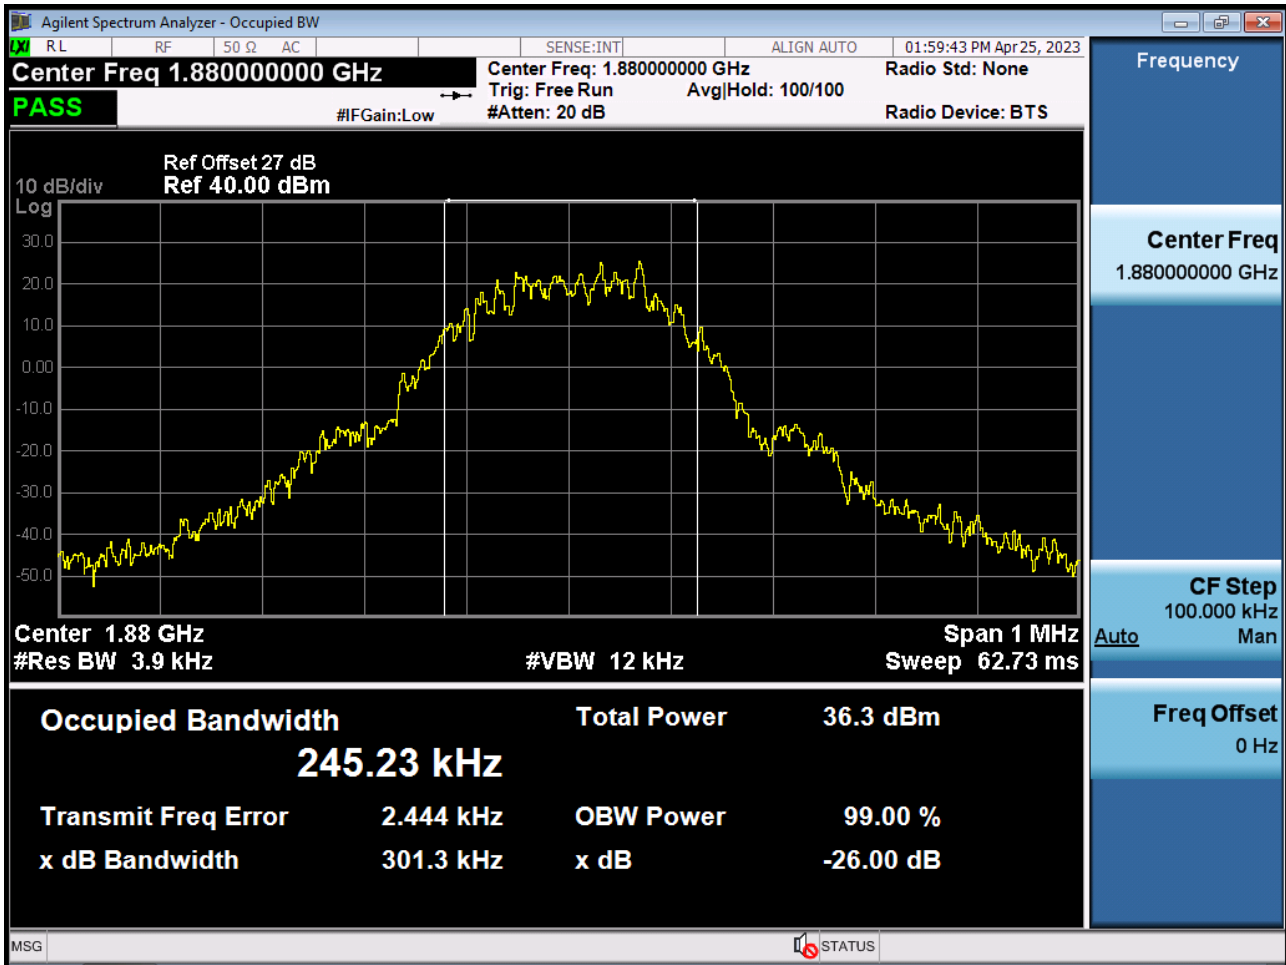 Agilent Spectrum Analyzer - Occupied BW
LXI RL RF 50 Ω AC SENSE:INT ALIGN AUTO 01:59:43 PM Apr 25, 2023
Center Freq 1.880000000 GHz
Center Freq: 1.880000000 GHz
Radio Std: None
Trig: Free Run Avg|Hold: 100/100
PASS
#IFGain:Low
#Atten: 20 dB
Radio Device: BTS
Ref Offset 27 dB
10 dB/div Ref 40.00 dBm
Log
30.0
20.0
10.0
0.00
-10.0
-20.0
-30.0
-40.0
-50.0
Center 1.88 GHz Span 1 MHz
#Res BW 3.9 kHz #VBW 12 kHz Sweep 62.73 ms
Occupied Bandwidth Total Power 36.3 dBm
245.23 kHz
Transmit Freq Error 2.444 kHz OBW Power 99.00 %
x dB Bandwidth 301.3 kHz x dB -26.00 dB
MSG STATUS
Frequency
Center Freq
1.880000000 GHz
CF Step
100.000 kHz
Auto Man
Freq Offset
0 Hz